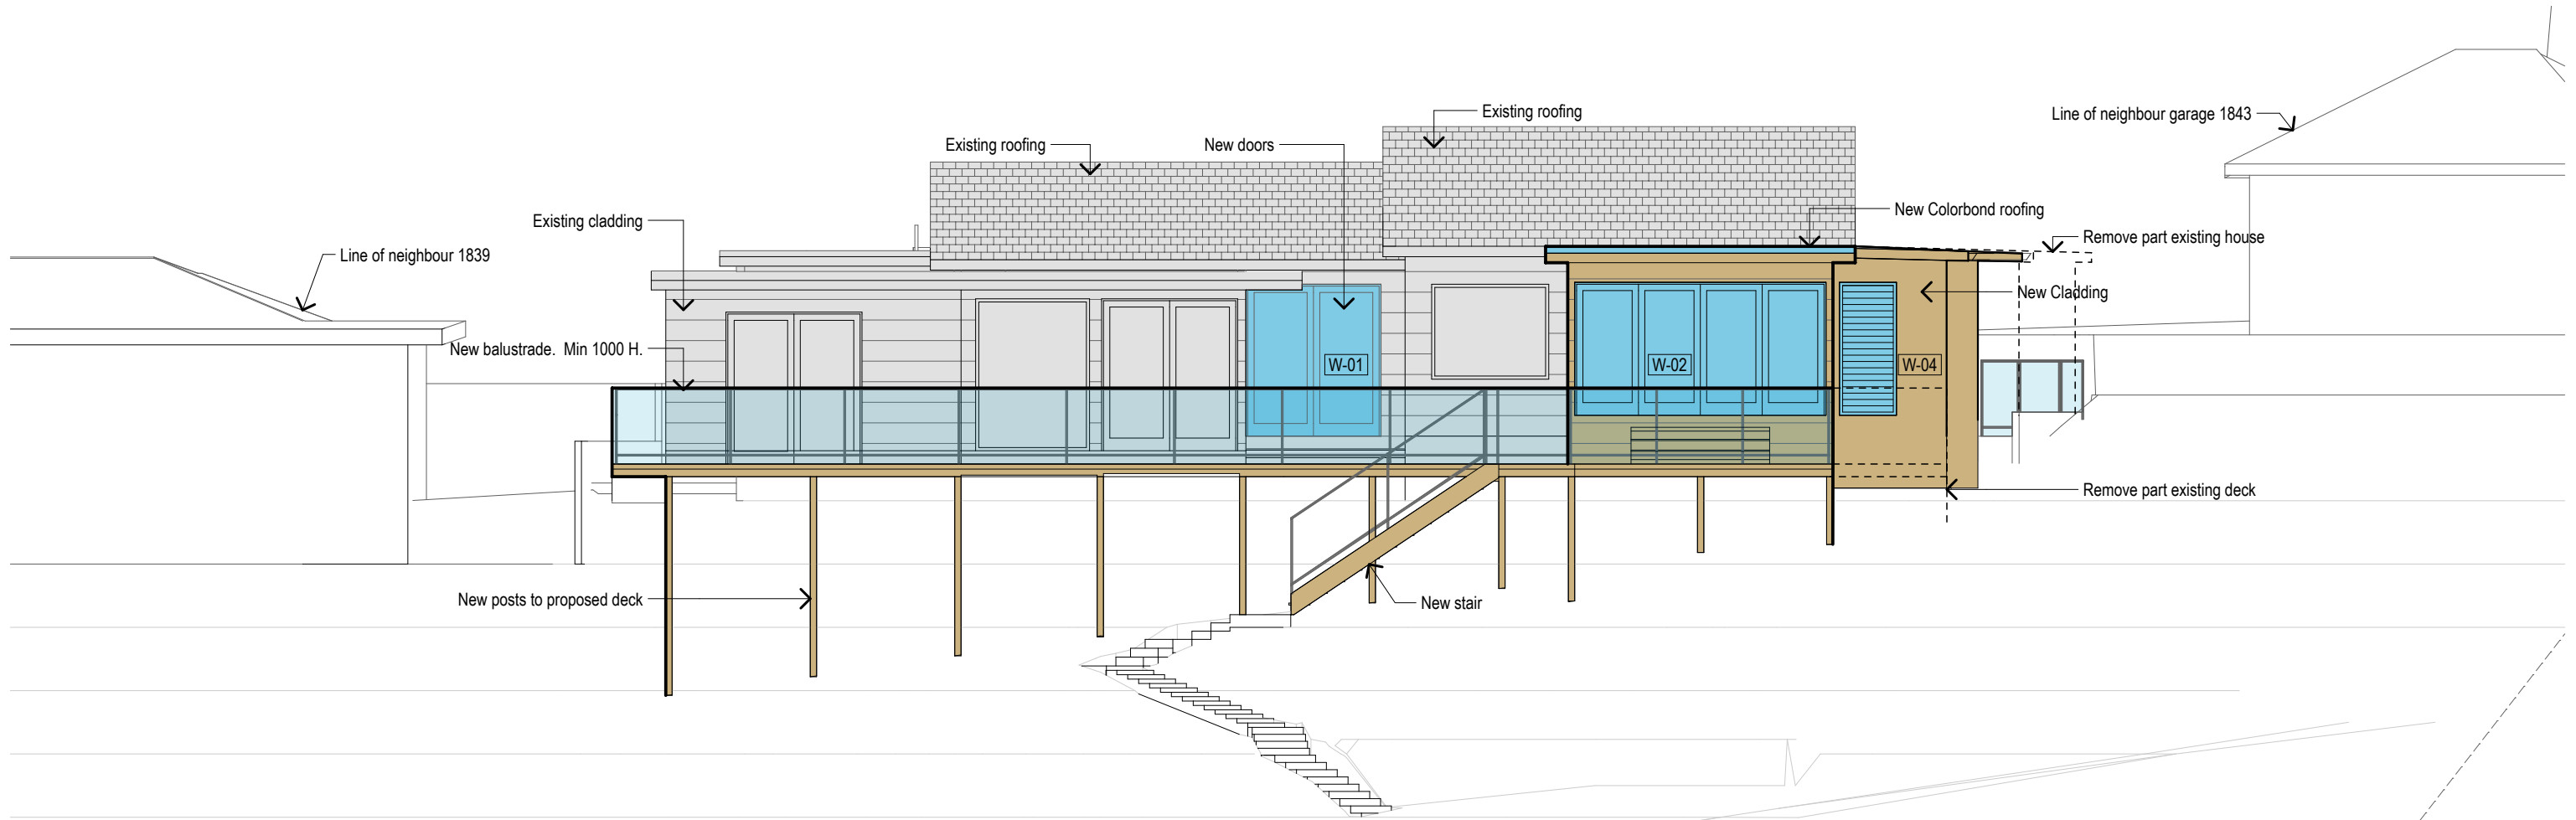 Existing roofing
Line of neighbour garage 1843
Existing roofing
New doors
New Colorbond roofing
Existing cladding
Remove part existing house
Line of neighbour 1839
New Cladding
New balustrade.  Min 1000 H.
W-01
W-02
W-04
Remove part existing deck
New posts to proposed deck
New stair